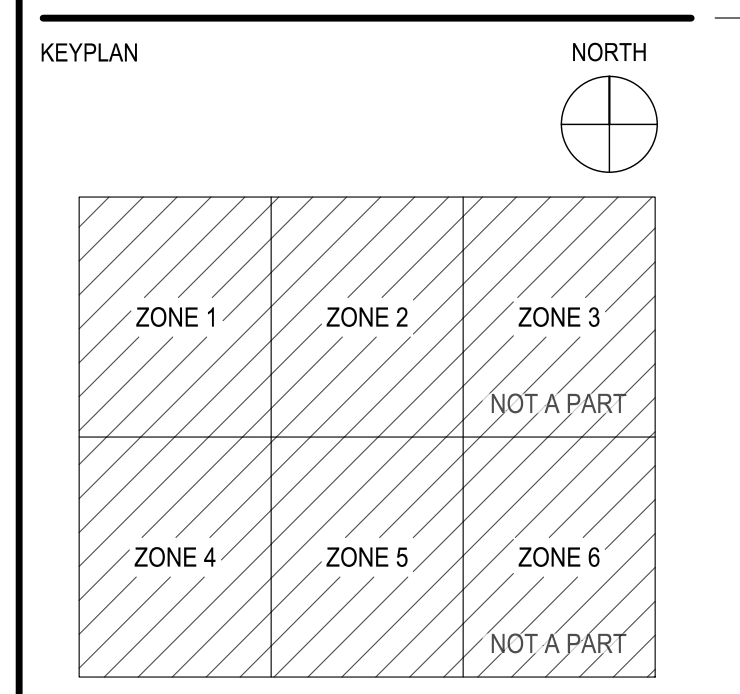 KEYPLAN
NORTH
ZONE 1
ZONE 2
ZONE 3
NOT A PART
ZONE 4
ZONE 5
ZONE 6
NOT A PART